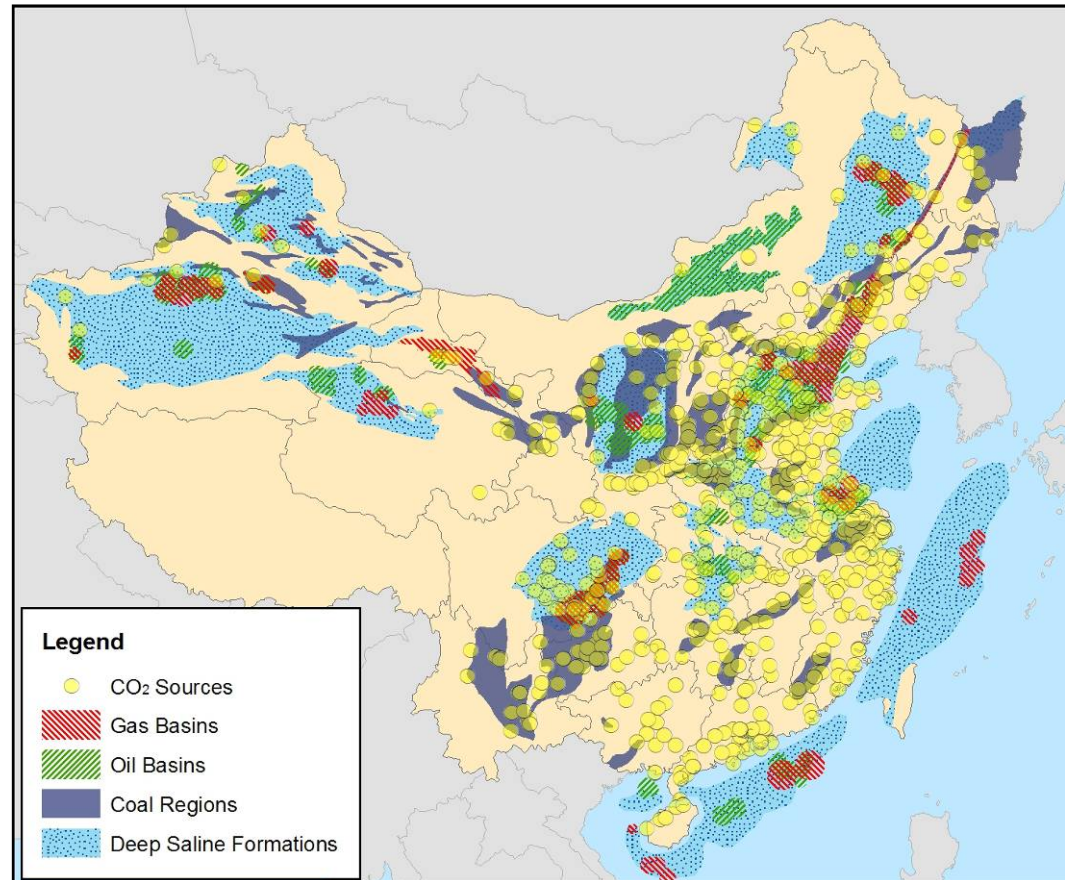 Legend
CO₂ Sources
Gas Basins
Oil Basins
Coal Regions
Deep Saline Formations